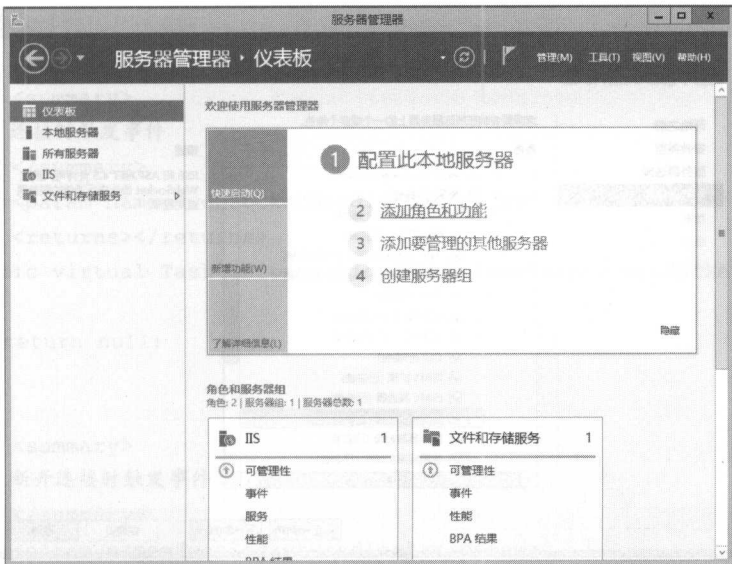 服务器管理器
服务器管理器 · 仪表板
管理(M) 工具(T) 视图(V) 帮助(H)
仪表板
本地服务器
所有服务器
IIS
文件和存储服务
欢迎使用服务器管理器
快速启动(Q)
新增功能(W)
了解详细信息(L)
1 配置此本地服务器
2 添加角色和功能
3 添加要管理的其他服务器
4 创建服务器组
隐藏
角色和服务器组
角色: 2 | 服务器组: 1 | 服务器总数: 1
IIS 1
可管理性
事件
服务
性能
BPA 结果
文件和存储服务 1
可管理性
事件
性能
BPA 结果